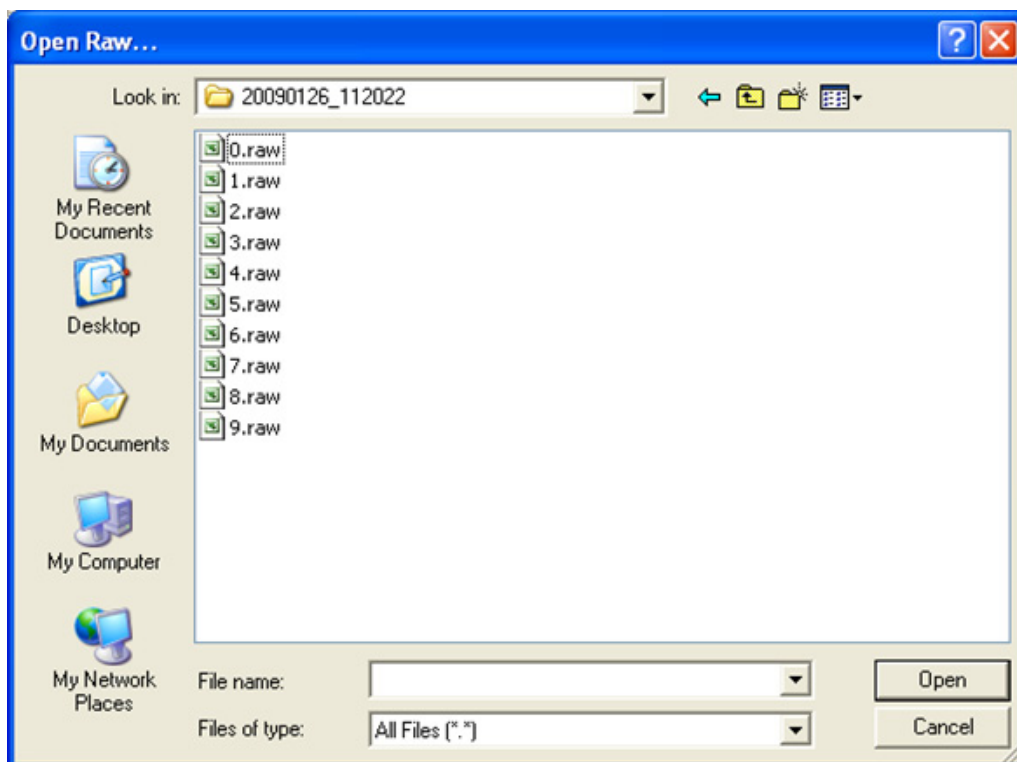 Open Raw...
Look in:
20090126_112022
My Recent
Documents
Desktop
My Documents
My Computer
My Network
Places
0.raw
1.raw
2.raw
3.raw
4.raw
5.raw
6.raw
7.raw
8.raw
9.raw
File name:
Open
Files of type:
All Files (*.*)
Cancel